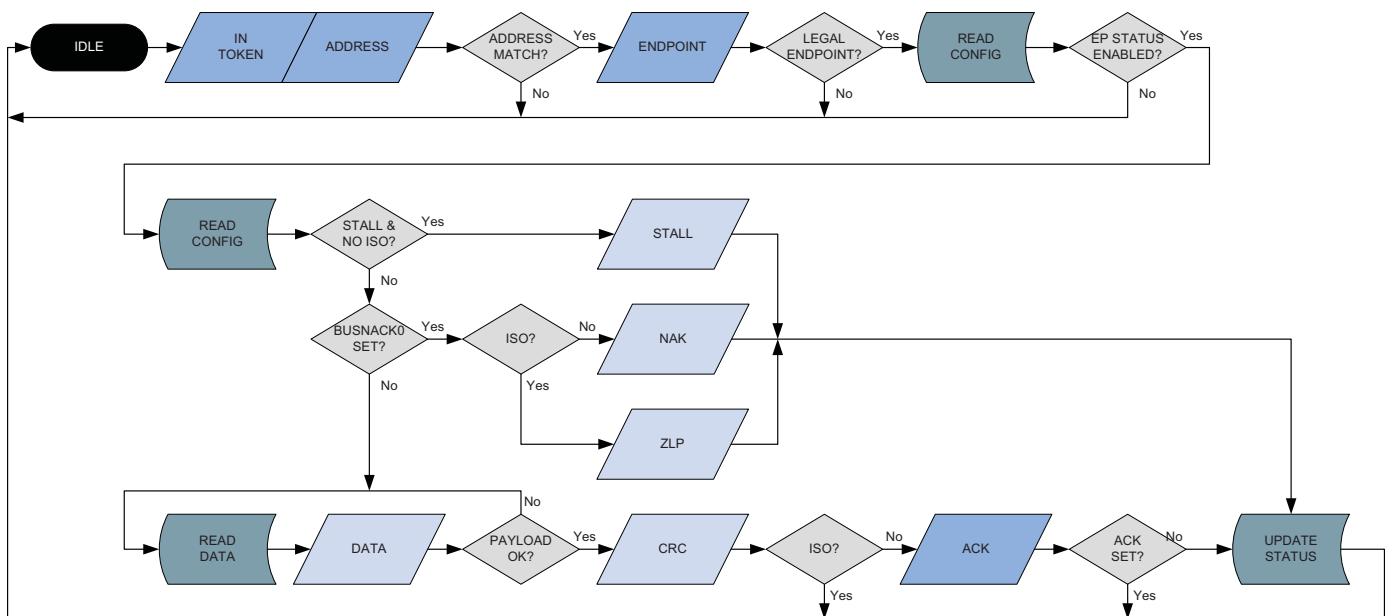 IDLE
IN
TOKEN
ADDRESS
ADDRESS
MATCH?
Yes
No
ENDPOINT
LEGAL
ENDPOINT?
Yes
No
READ
CONFIG
EP STATUS
ENABLED?
Yes
No
READ
CONFIG
STALL &
NO ISO?
Yes
No
STALL
BUSNACK0
SET?
Yes
No
ISO?
No
Yes
NAK
ZLP
READ
DATA
DATA
PAYLOAD
OK?
No
Yes
CRC
ISO?
No
Yes
ACK
ACK
SET?
No
Yes
UPDATE
STATUS